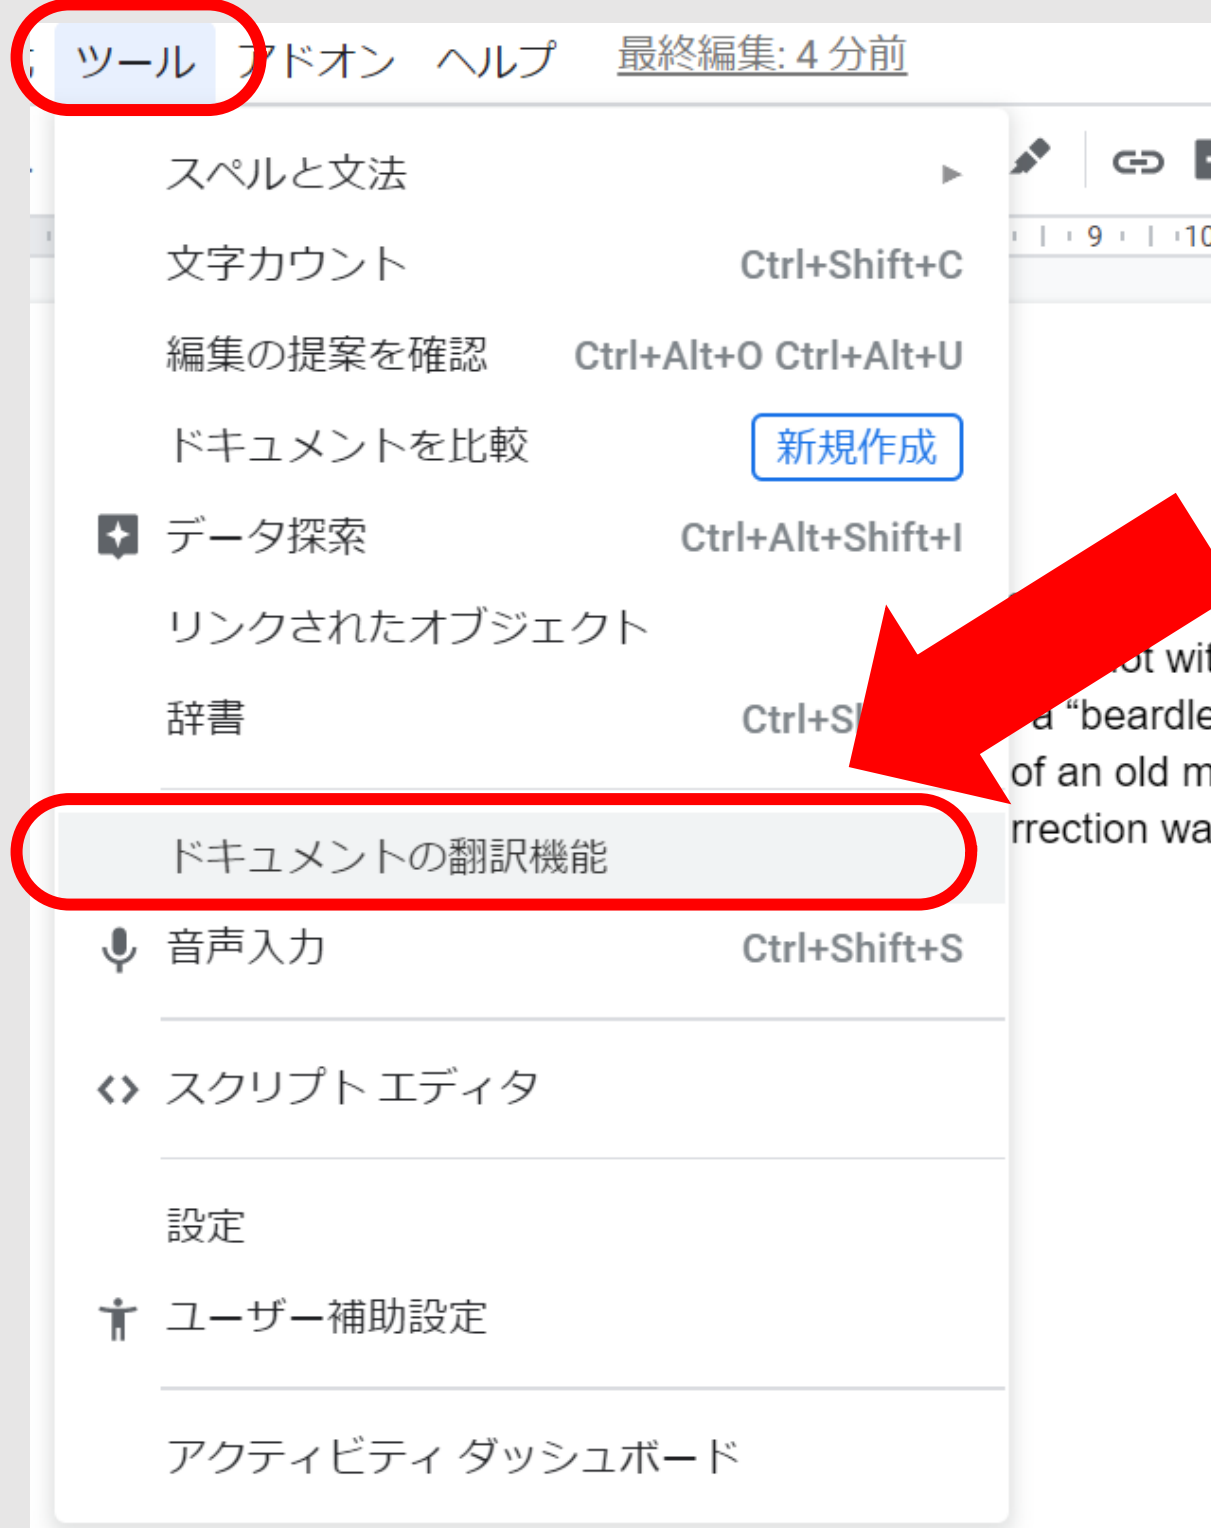 ツール アドオン ヘルプ 最終編集: 4 分前
スペルと文法
9 10
文字カウント Ctrl+Shift+C
編集の提案を確認 Ctrl+Alt+O Ctrl+Alt+U
ドキュメントを比較 新規作成
データ探索 Ctrl+Alt+Shift+I
リンクされたオブジェクト
辞書
a “beardle
of an old m
ドキュメントの翻訳機能
rrection wa
音声入力 Ctrl+Shift+S
スクリプト エディタ
設定
ユーザー補助設定
アクティビティ ダッシュボード